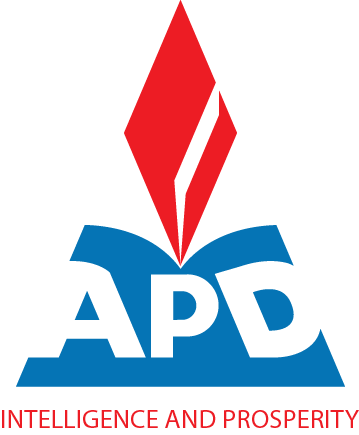 APD
INTELLIGENCE AND PROSPERITY